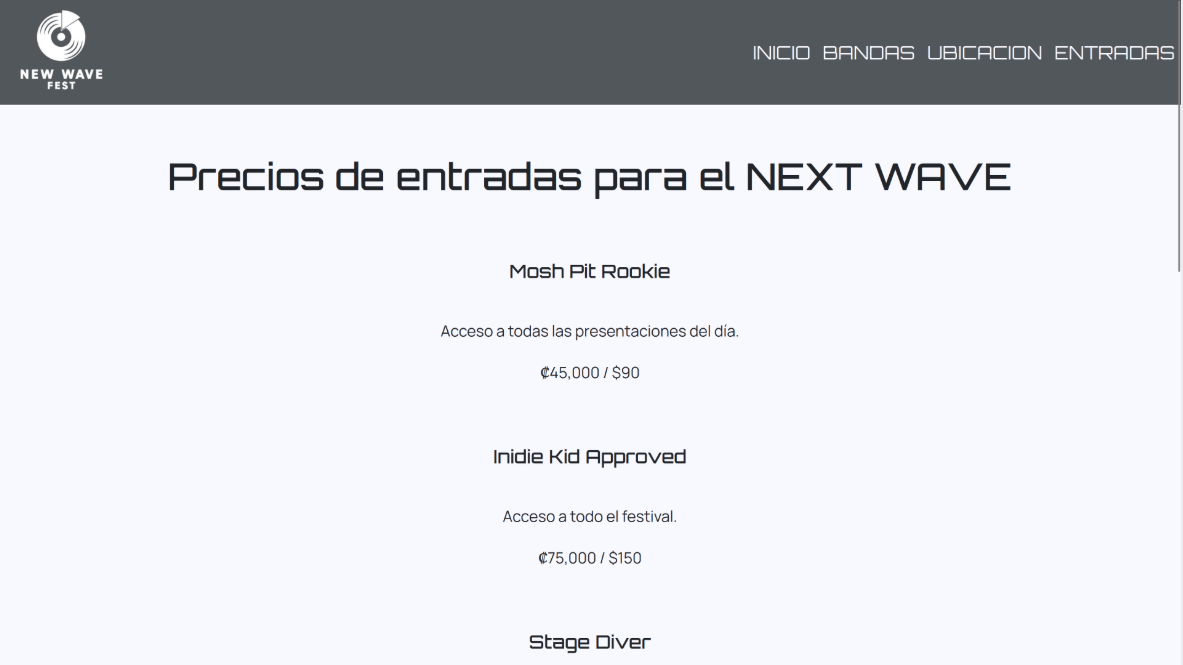 NEW WAVE
FEST
INICIO BANDAS UBICACION ENTRADAS
Precios de entradas para el NEXT WAVE
Mosh Pit Rookie
Acceso a todas las presentaciones del día.
₡45,000 / $90
Inidie Kid Approved
Acceso a todo el festival.
₡75,000 / $150
Stage Diver